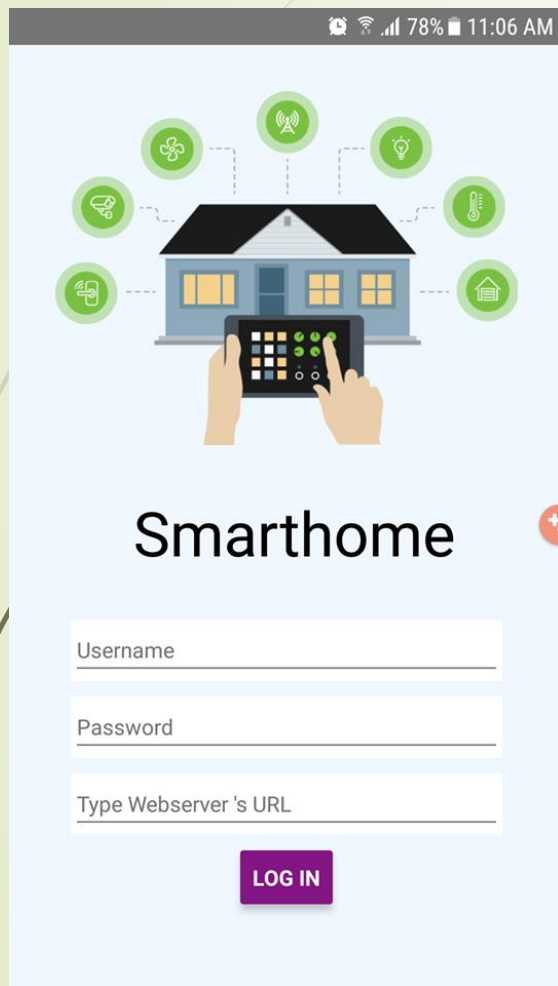 78% 11:06 AM
Smarthome
Username
Password
Type Webserver 's URL
LOG IN